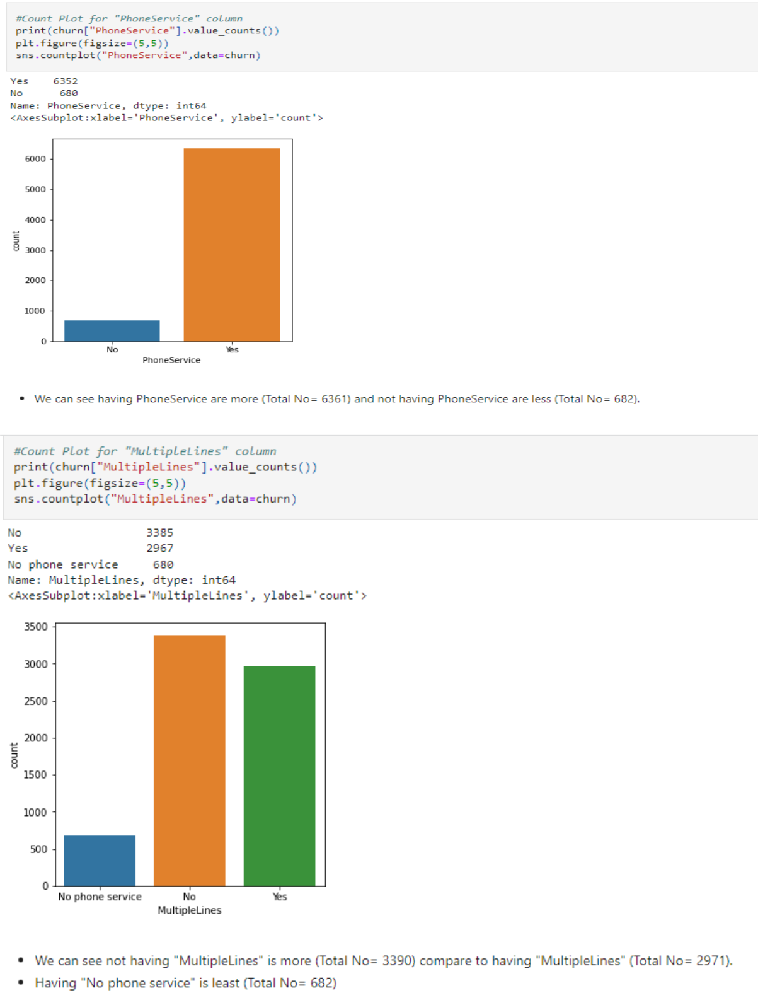 #Count Plot for "PhoneService" column
print(churn["PhoneService"].value_counts())
plt.figure(figsize=(5,5))
sns.countplot("PhoneService",data=churn)
Yes    6352
No      680
Name: PhoneService, dtype: int64
<AxesSubplot:xlabel='PhoneService', ylabel='count'>
6000
5000
4000
3000
2000
1000
0
count
No
Yes
PhoneService
• We can see having PhoneService are more (Total No= 6361) and not having PhoneService are less (Total No= 682).
#Count Plot for "MultipleLines" column
print(churn["MultipleLines"].value_counts())
plt.figure(figsize=(5,5))
sns.countplot("MultipleLines",data=churn)
No                  3385
Yes                 2967
No phone service     680
Name: MultipleLines, dtype: int64
<AxesSubplot:xlabel='MultipleLines', ylabel='count'>
3500
3000
2500
2000
1500
1000
500
0
count
No phone service
No
Yes
MultipleLines
• We can see not having "MultipleLines" is more (Total No= 3390) compare to having "MultipleLines" (Total No= 2971).
• Having "No phone service" is least (Total No= 682)